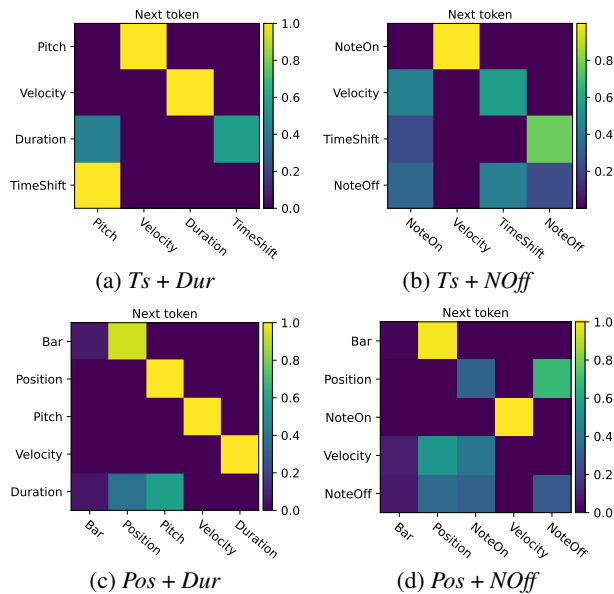 Next token
Pitch
Velocity
Duration
TimeShift
Pitch
Velocity
Duration
TimeShift
1.0
0.8
0.6
0.4
0.2
0.0
(a) Ts + Dur
Next token
NoteOn
Velocity
TimeShift
NoteOff
NoteOn
Velocity
TimeShift
NoteOff
0.8
0.6
0.4
0.2
(b) Ts + NOff
Next token
Bar
Position
Pitch
Velocity
Duration
Bar
Position
Pitch
Velocity
Duration
1.0
0.8
0.6
0.4
0.2
0.0
(c) Pos + Dur
Next token
Bar
Position
NoteOn
Velocity
NoteOff
Bar
Position
NoteOn
Velocity
NoteOff
1.0
0.8
0.6
0.4
0.2
0.0
(d) Pos + NOff